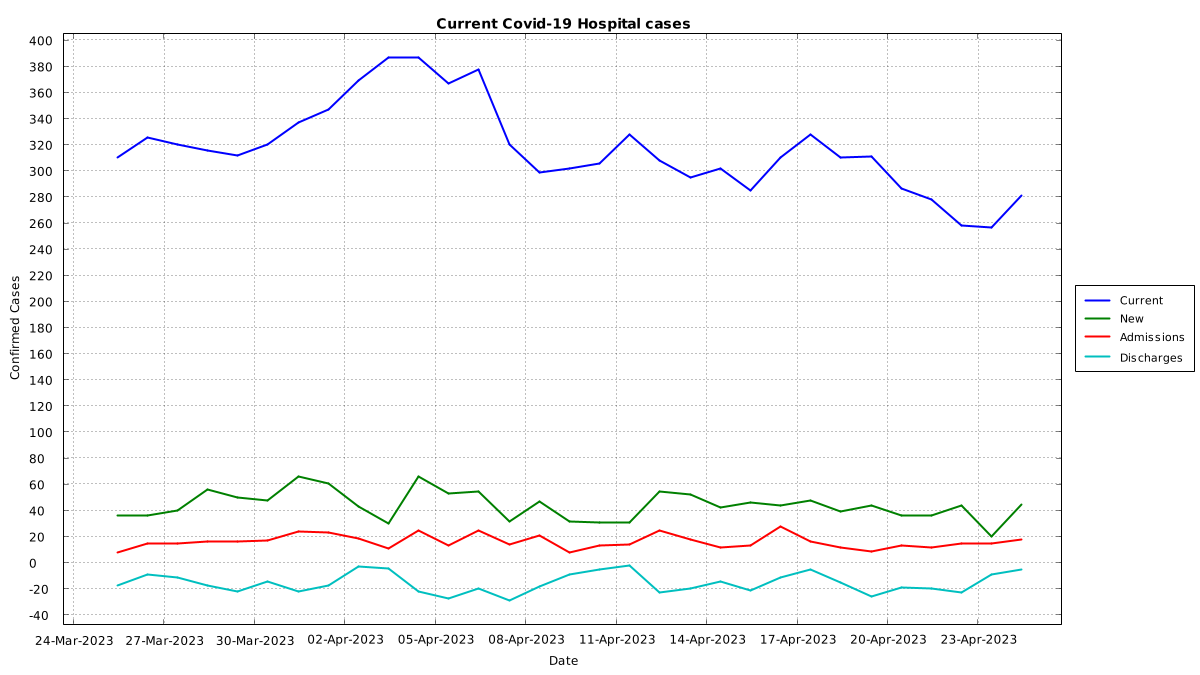 Current Covid-19 Hospital cases
400
380
360
340
320
300
280
260
240
220
200
180
160
140
120
100
80
60
40
20
0
-20
-40
Confirmed Cases
24-Mar-2023 27-Mar-2023 30-Mar-2023 02-Apr-2023 05-Apr-2023 08-Apr-2023 11-Apr-2023 14-Apr-2023 17-Apr-2023 20-Apr-2023 23-Apr-2023
Date
Current
New
Admissions
Discharges